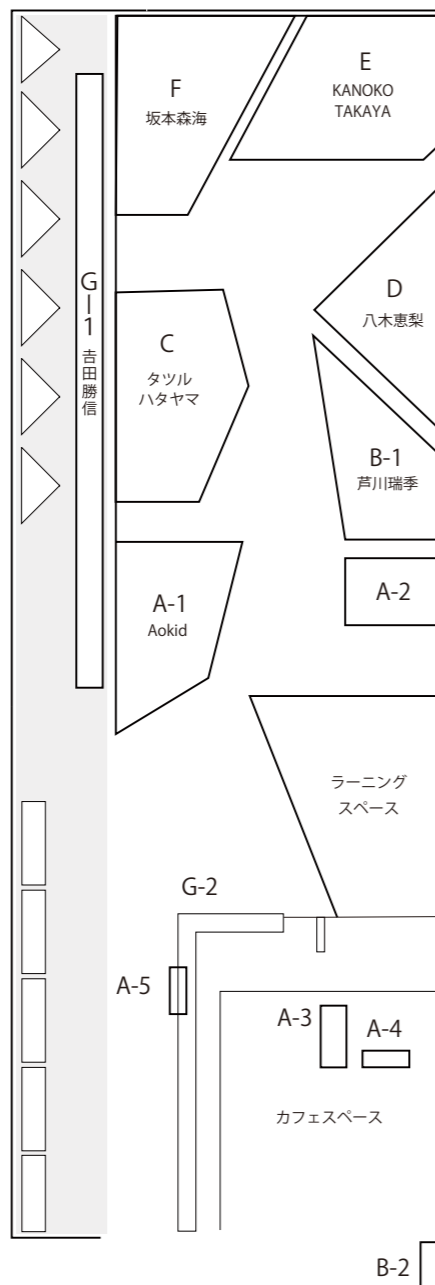 F
坂本森海
E
KANOKO
TAKAYA
G-1 吉田勝信
C
タツル
ハタヤマ
D
八木恵梨
B-1
芦川瑞季
A-1
Aokid
A-2
ラーニング
スペース
G-2
A-5
A-3
A-4
カフェスペース
B-2